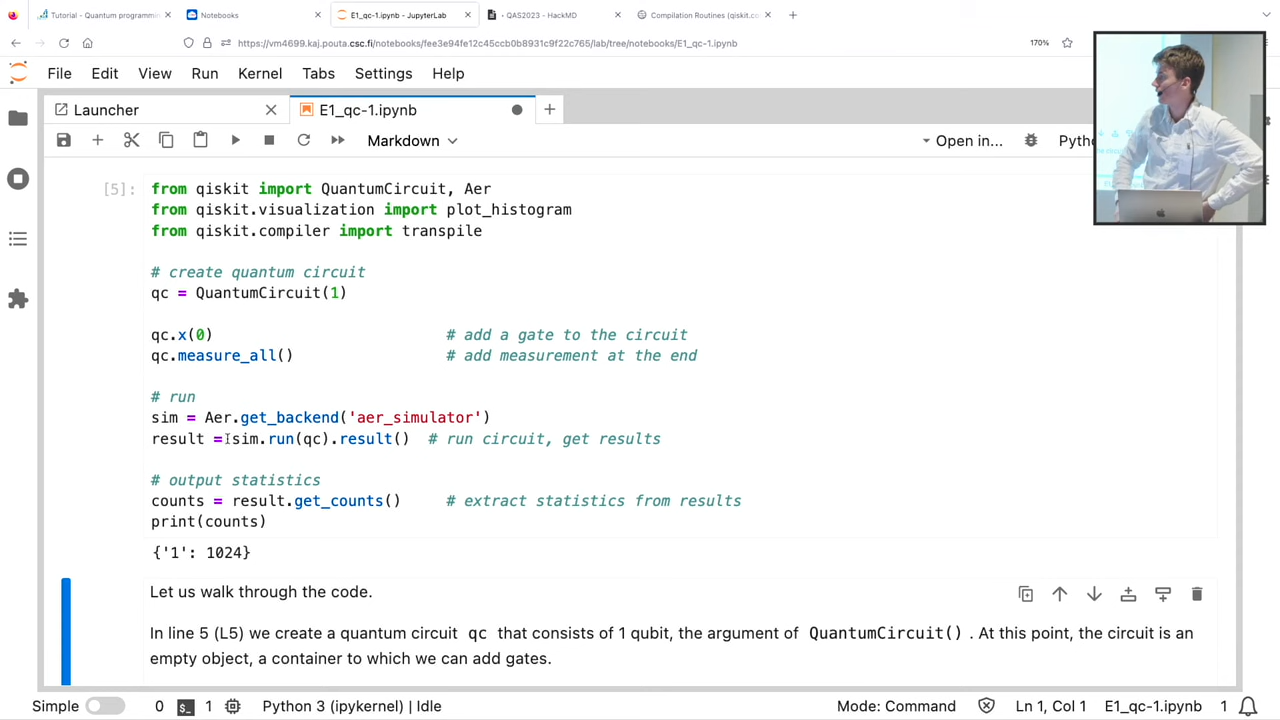 Tutorial - Quantum programmin
Notebooks
E1_qc-1.ipynb - JupyterLab
- QAS2023 - HackMD
Compilation Routines (qiskit.co
https://vm4699.kaj.pouta.csc.fi/notebooks/fee3e94fe12c45ccb0b8931c9f22c765/lab/tree/notebooks/E1_qc-1.ipynb
170%
File Edit View Run Kernel Tabs Settings Help
Launcher
E1_qc-1.ipynb
Markdown
Open in...
[5]:
from qiskit import QuantumCircuit, Aer
from qiskit.visualization import plot_histogram
from qiskit.compiler import transpile
# create quantum circuit
qc = QuantumCircuit(1)
qc.x(0) # add a gate to the circuit
qc.measure_all() # add measurement at the end
# run
sim = Aer.get_backend('aer_simulator')
result = sim.run(qc).result() # run circuit, get results
# output statistics
counts = result.get_counts() # extract statistics from results
print(counts)
{'1': 1024}
Let us walk through the code.
In line 5 (L5) we create a quantum circuit qc that consists of 1 qubit, the argument of QuantumCircuit() . At this point, the circuit is an
empty object, a container to which we can add gates.
Simple 0 1 Python 3 (ipykernel) | Idle Mode: Command Ln 1, Col 1 E1_qc-1.ipynb 1